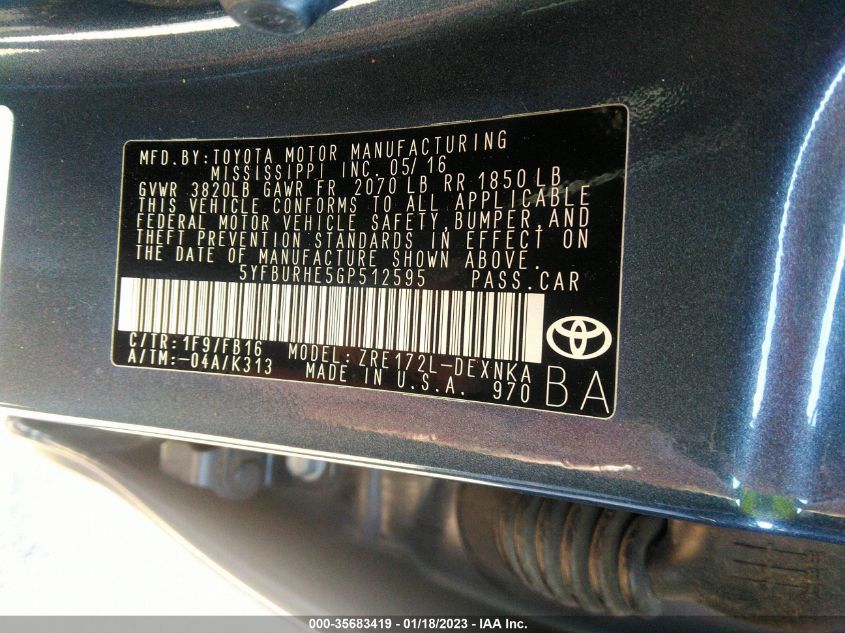 MFD. BY: TOYOTA MOTOR MANUFACTURING
MISSISSIPPI INC. 05/16
GVWR 3820LB GAWR FR 2070 LB RR 1850 LB
THIS VEHICLE CONFORMS TO ALL APPLICABLE
FEDERAL MOTOR VEHICLE SAFETY, BUMPER, AND
THEFT PREVENTION STANDARDS IN EFFECT ON
THE DATE OF MANUFACTURE SHOWN ABOVE.
5YFBURHE5GP512595 PASS. CAR
C/TR: 1F9/FB16 MODEL: ZRE172L-DEXNKA
A/TM: -04A/K313 MADE IN U.S.A. 970
BA
000-35683419 - 01/18/2023 - IAA Inc.